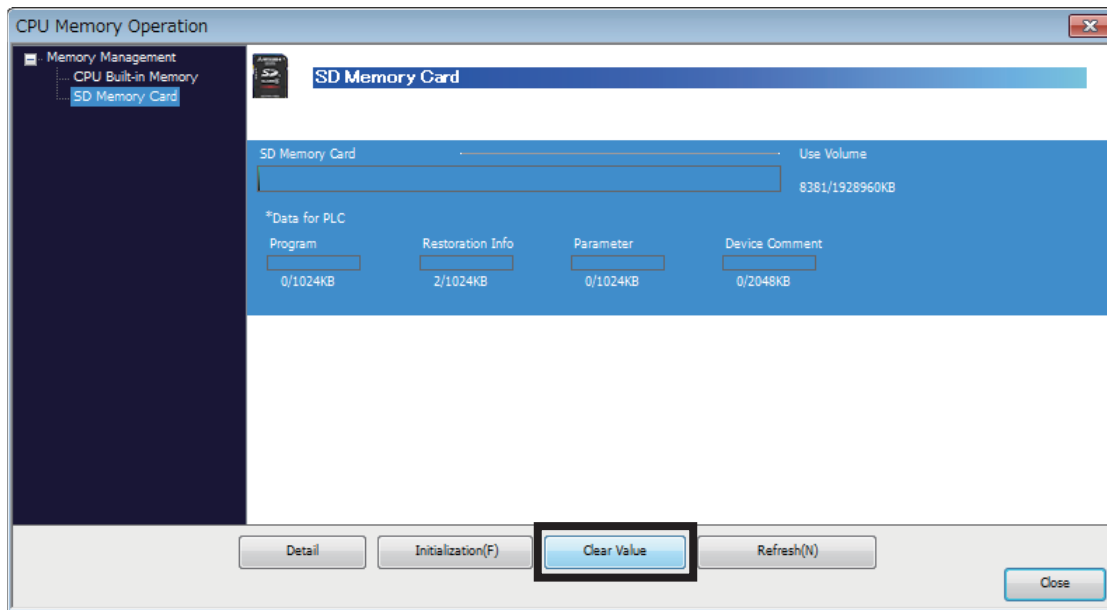 CPU Memory Operation
Memory Management
CPU Built-in Memory
SD Memory Card
SD Memory Card
SD Memory Card Use Volume
8381/1928960KB
*Data for PLC
Program Restoration Info Parameter Device Comment
0/1024KB 2/1024KB 0/1024KB 0/2048KB
Detail Initialization(F) Clear Value Refresh(N)
Close